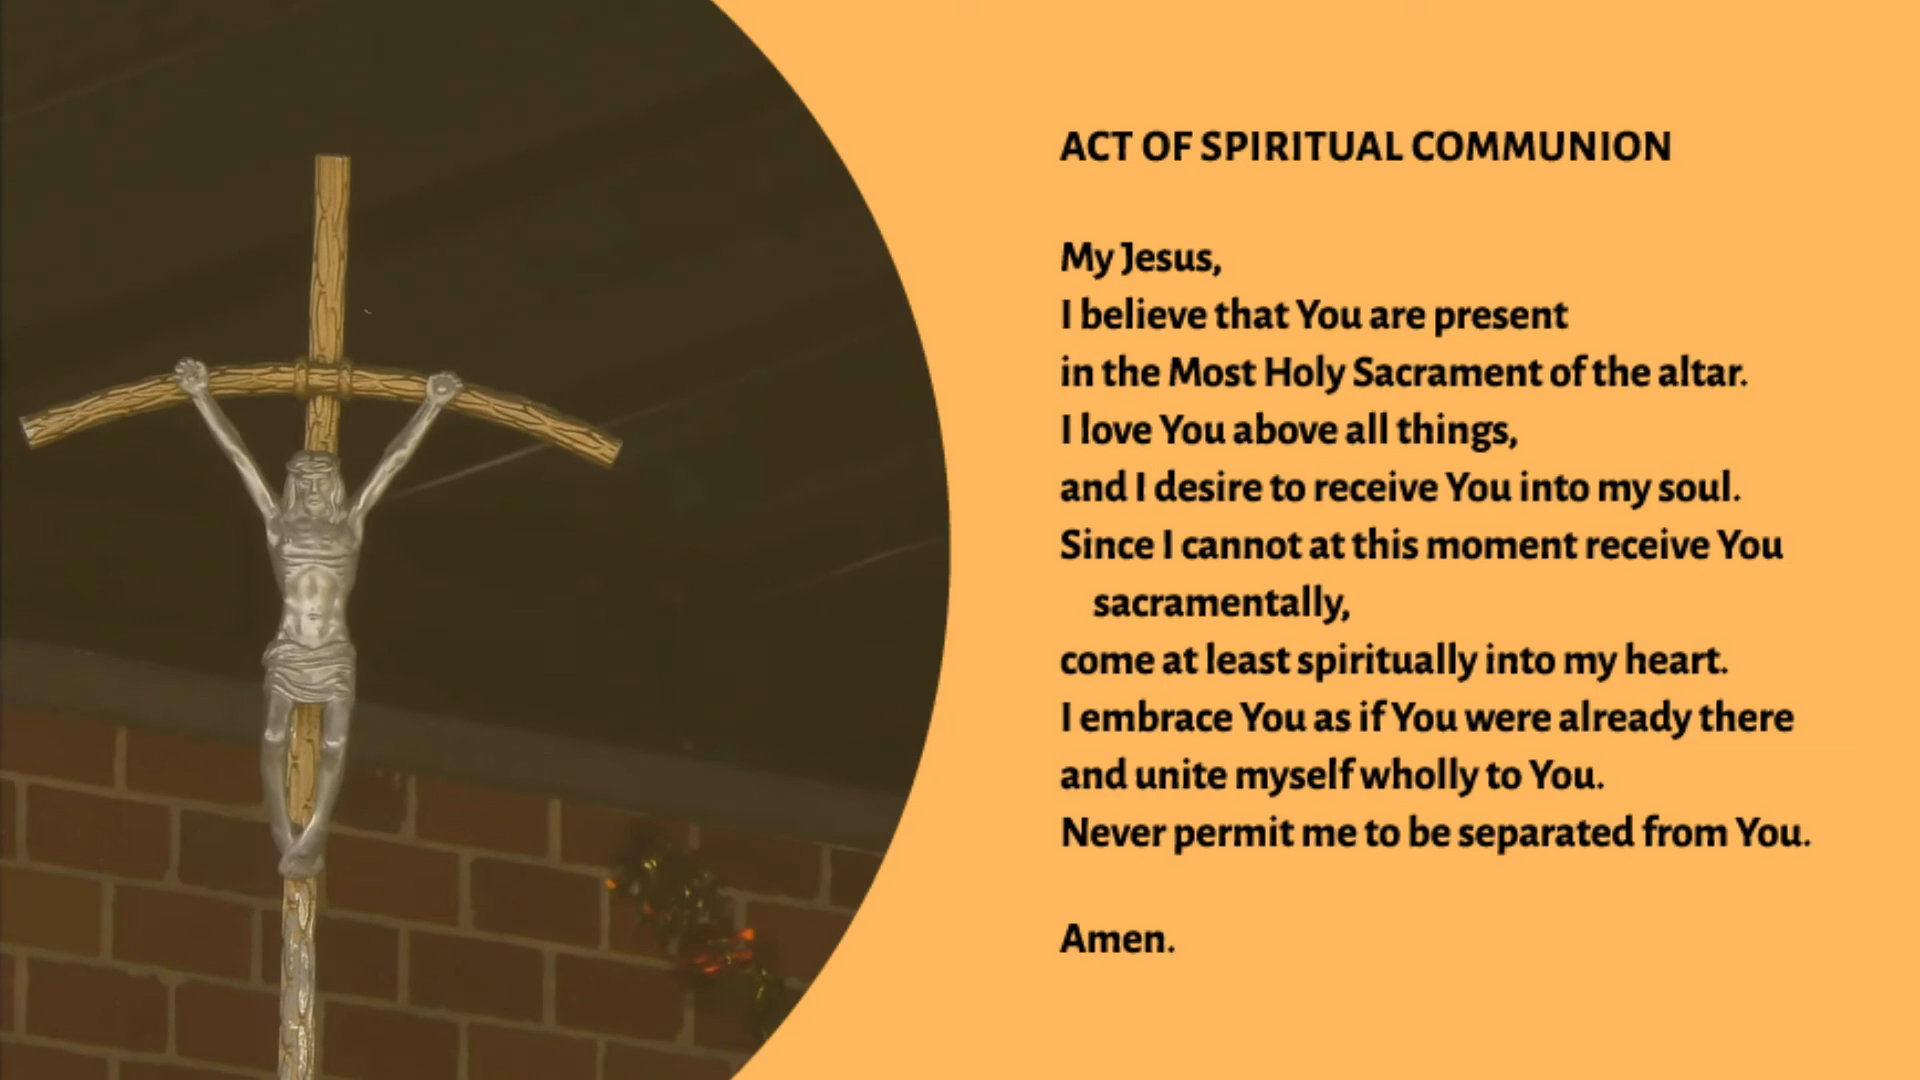 ACT OF SPIRITUAL COMMUNION
My Jesus,
I believe that You are present
in the Most Holy Sacrament of the altar.
I love You above all things,
and I desire to receive You into my soul.
Since I cannot at this moment receive You
sacramentally,
come at least spiritually into my heart.
I embrace You as if You were already there
and unite myself wholly to You.
Never permit me to be separated from You.
Amen.